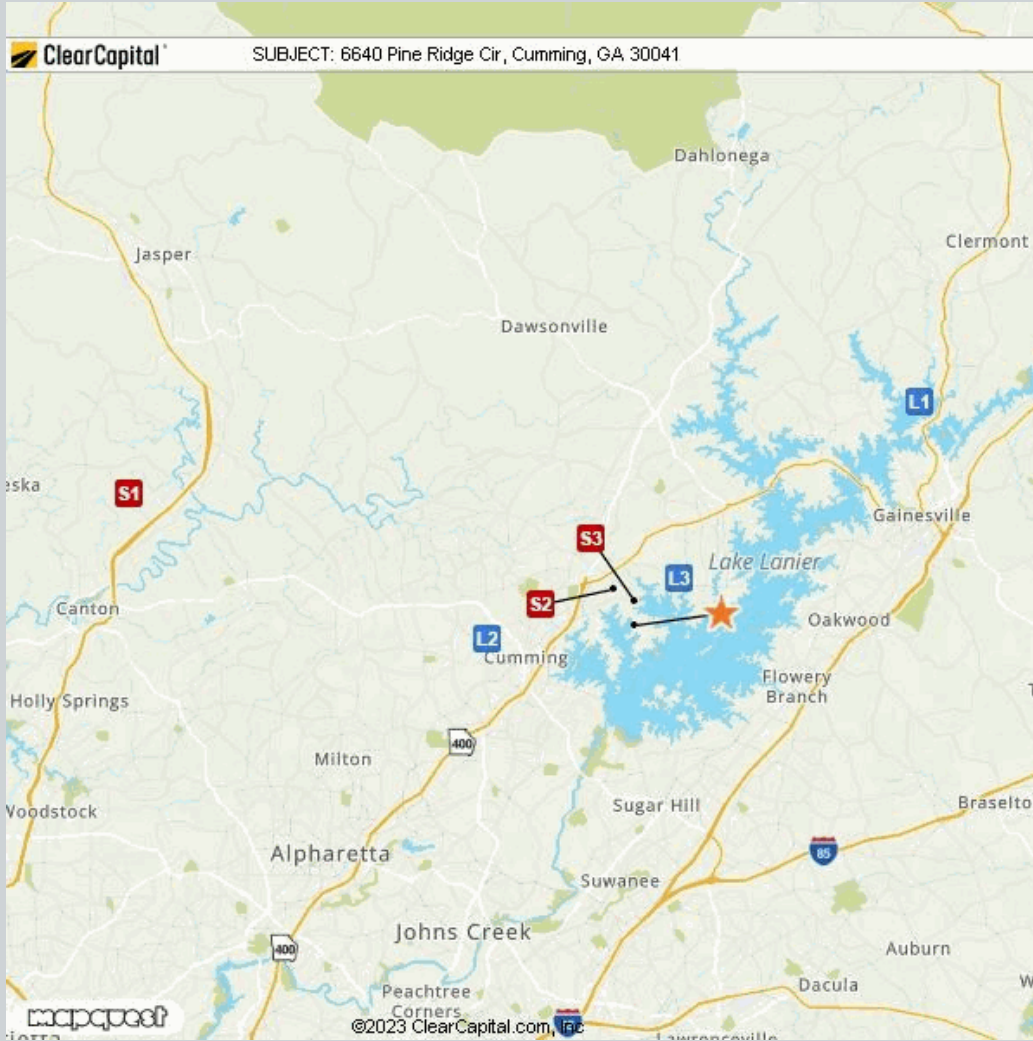 ClearCapital
SUBJECT: 6640 Pine Ridge Cir, Cumming, GA 30041
Dahlonega
Clermont
Jasper
Dawsonville
L1
eska
S1
Gainesville
S3
Lake Lanier
L3
S2
Canton
Oakwood
L2
Cumming
Flowery
Branch
Holly Springs
400
Milton
Sugar Hill
Braselto
Woodstock
Alpharetta
85
Suwanee
Johns Creek
400
Auburn
Peachtree
Corners
Dacula
W
mapquest
©2023 ClearCapital.com, Inc
Lawrenceville